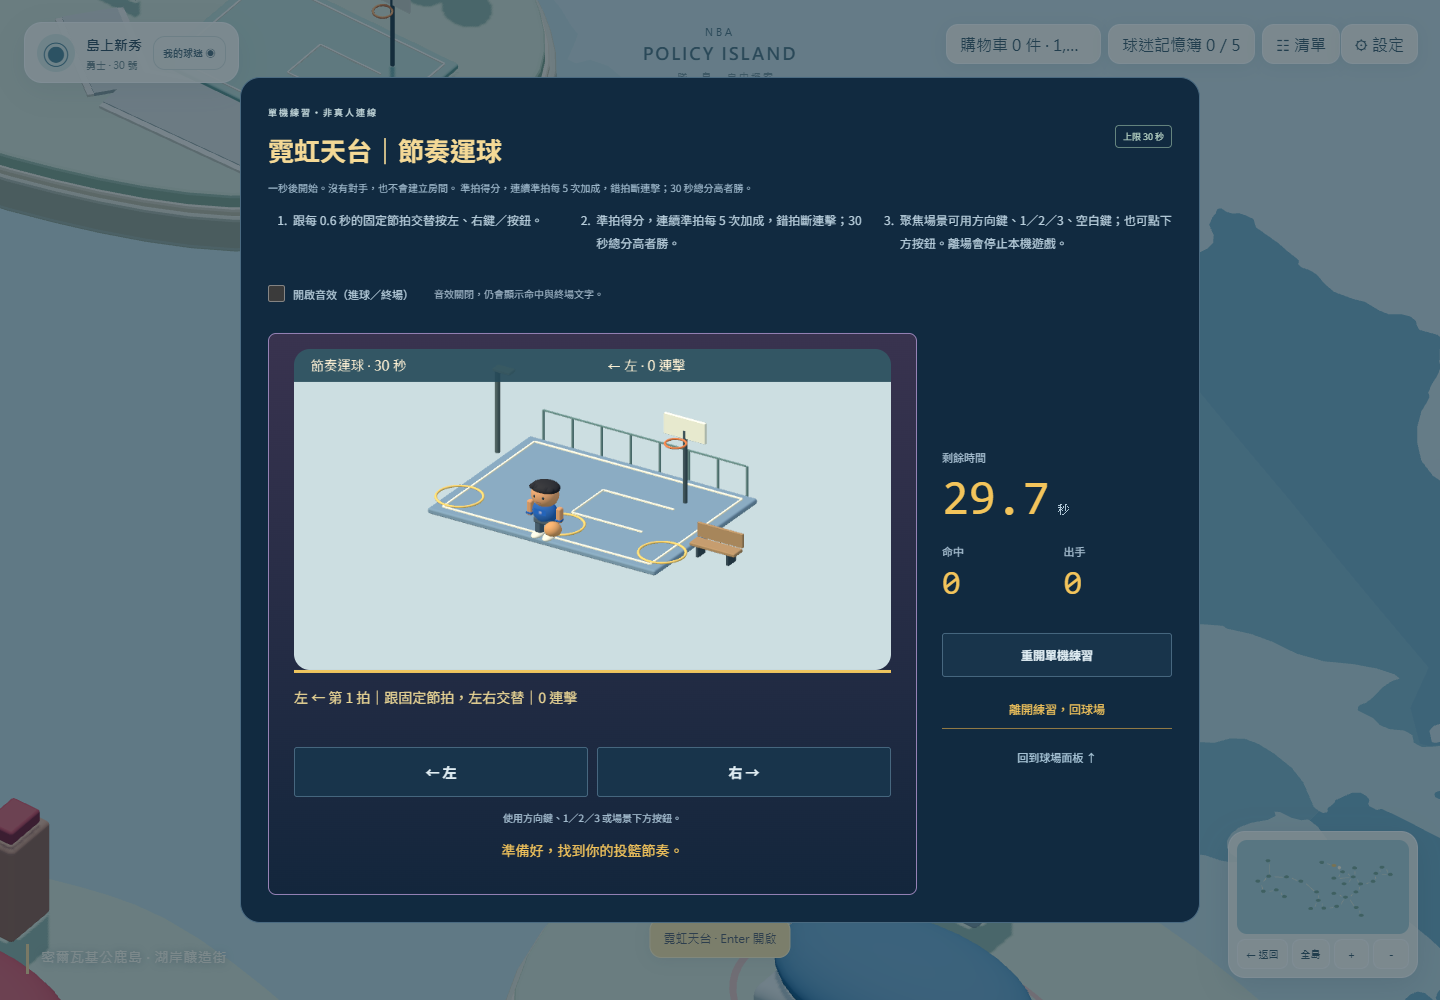 島上新秀
勇士 · 30 號
我的球迷 ◉
NBA
POLICY ISLAND
購物車 0 件 · 1,...
球迷記憶簿 0 / 5
☷ 清單
⚙ 設定
單機練習・非真人連線
霓虹天台｜節奏運球
上限 30 秒
一秒後開始。沒有對手，也不會建立房間。 準拍得分，連續準拍每 5 次加成，錯拍斷連擊；30 秒總分高者勝。
1. 跟每 0.6 秒的固定節拍交替按左、右鍵／按鈕。
2. 準拍得分，連續準拍每 5 次加成，錯拍斷連擊；30
秒總分高者勝。
3. 聚焦場景可用方向鍵、1／2／3、空白鍵；也可點下
方按鈕。離場會停止本機遊戲。
開啟音效（進球／終場）
音效關閉，仍會顯示命中與終場文字。
節奏運球 · 30 秒
← 左 · 0 連擊
左 ← 第 1 拍｜跟固定節拍，左右交替｜0 連擊
← 左
右 →
使用方向鍵、1／2／3 或場景下方按鈕。
準備好，找到你的投籃節奏。
剩餘時間
29.7 秒
命中
0
出手
0
重開單機練習
離開練習，回球場
回到球場面板 ↑
霓虹天台 · Enter 開啟
密爾瓦基公鹿島 · 湖岸釀造街
← 返回
全島
+
-